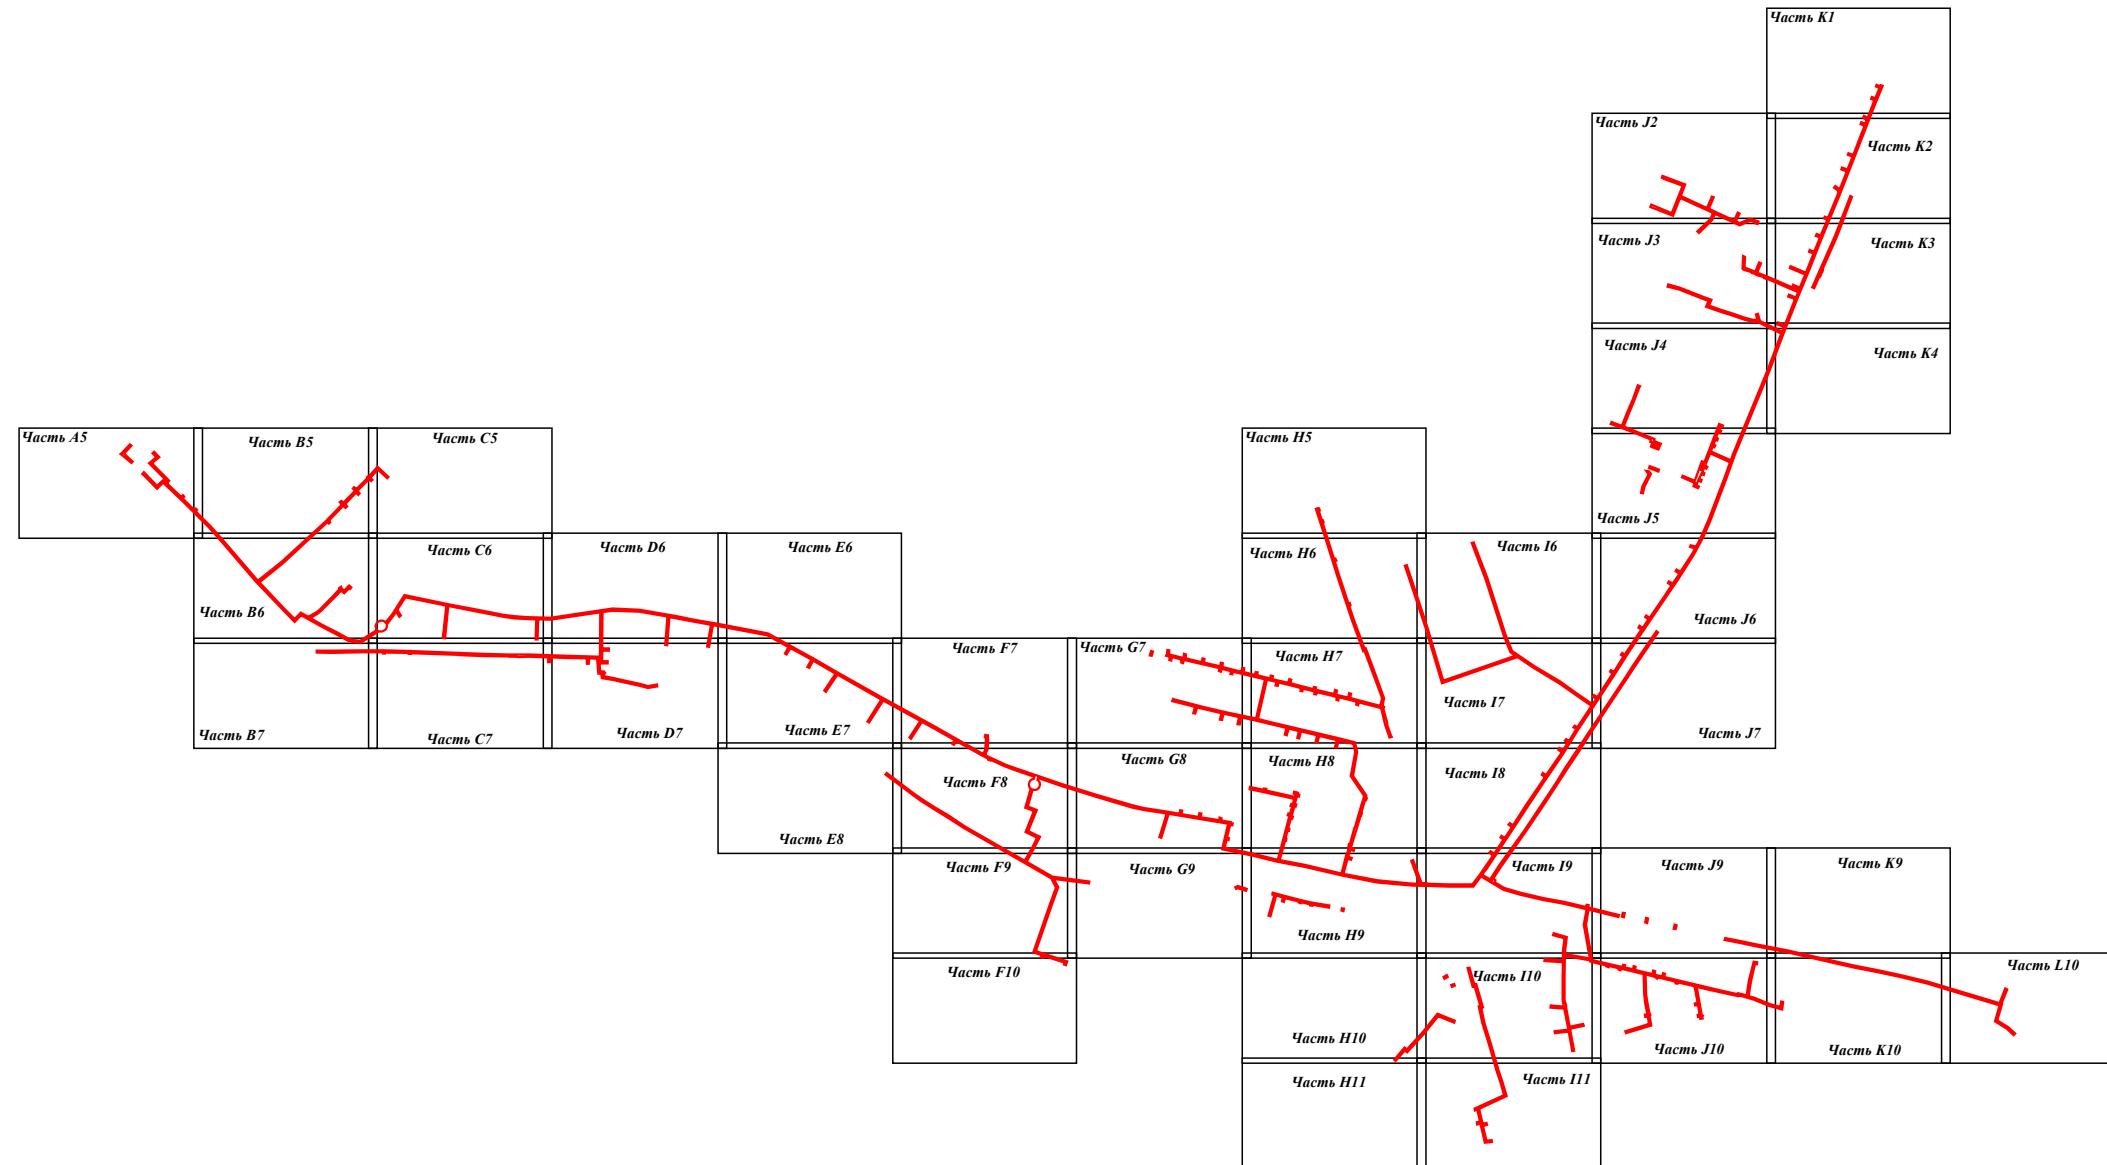 Часть K1
Часть J2
Часть K2
Часть J3
Часть K3
Часть J4
Часть K4
Часть A5
Часть B5
Часть C5
Часть H5
Часть J5
Часть B6
Часть C6
Часть D6
Часть E6
Часть H6
Часть I6
Часть J6
Часть B7
Часть C7
Часть D7
Часть E7
Часть F7
Часть G7
Часть H7
Часть I7
Часть J7
Часть E8
Часть F8
Часть G8
Часть H8
Часть I8
Часть F9
Часть G9
Часть H9
Часть I9
Часть J9
Часть K9
Часть F10
Часть H10
Часть I10
Часть J10
Часть K10
Часть L10
Часть H11
Часть I11